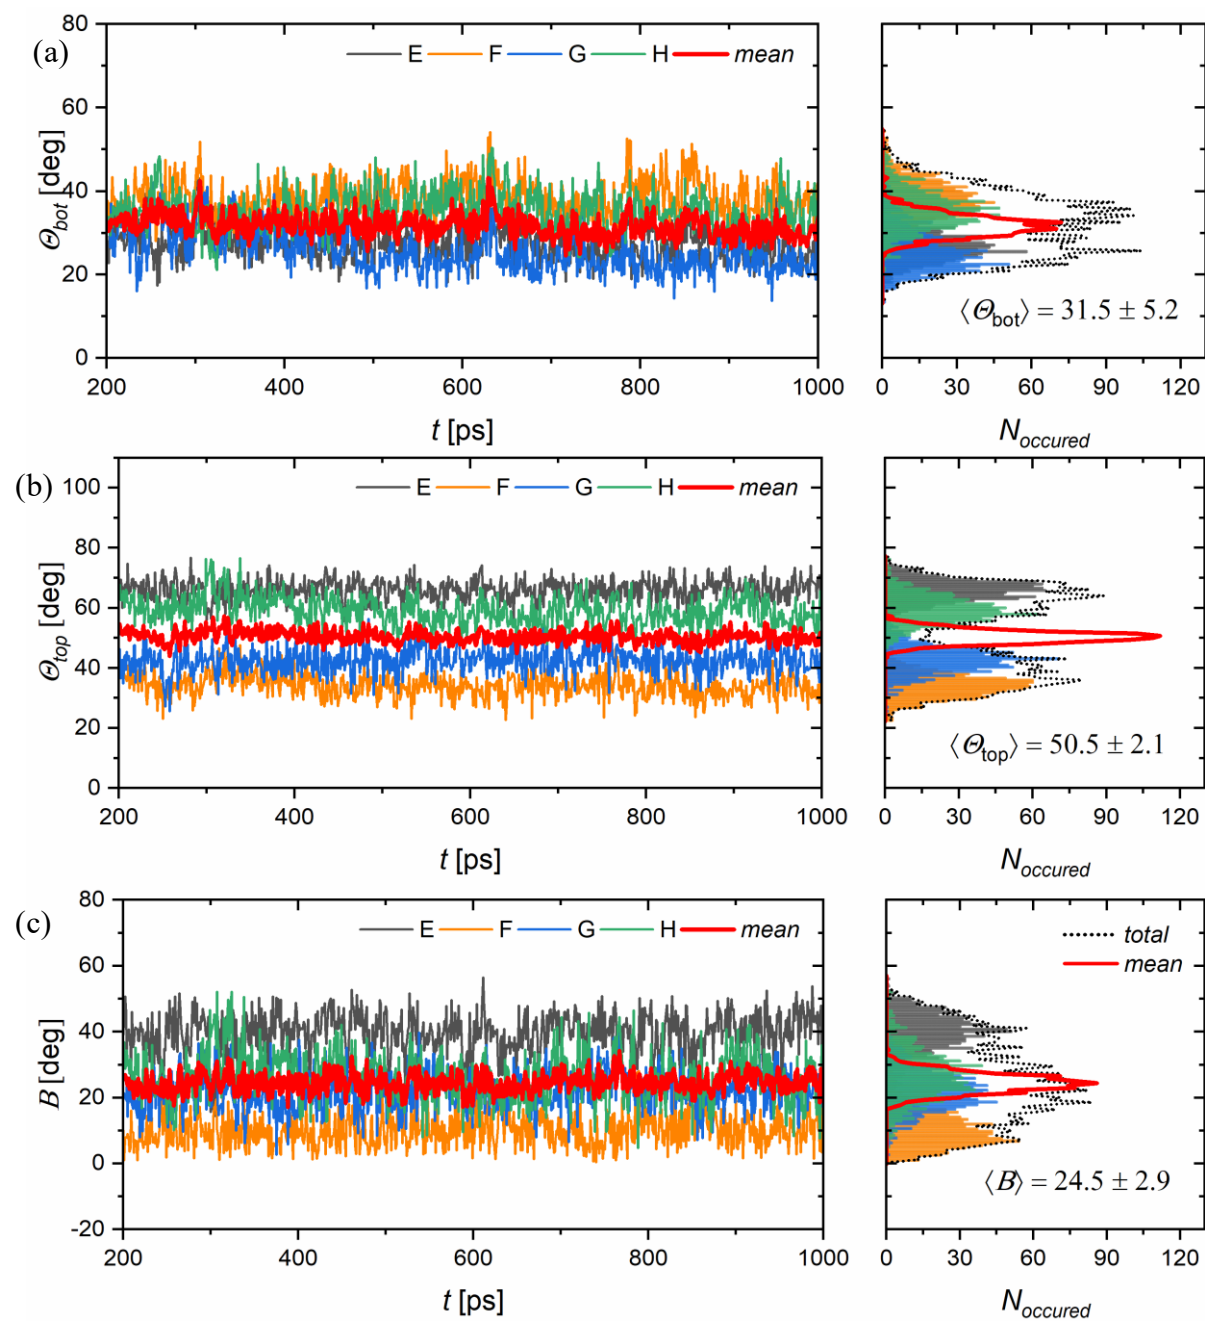 (a)
80
60
40
20
0
Θbot [deg]
E F G H mean
200 400 600 800 1000
t [ps]
⟨Θbot⟩ = 31.5 ± 5.2
0 30 60 90 120
Noccured
(b)
100
80
60
40
20
0
Θtop [deg]
E F G H mean
200 400 600 800 1000
t [ps]
⟨Θtop⟩ = 50.5 ± 2.1
0 30 60 90 120
Noccured
(c)
80
60
40
20
0
-20
B [deg]
E F G H mean
200 400 600 800 1000
t [ps]
total
mean
⟨B⟩ = 24.5 ± 2.9
0 30 60 90 120
Noccured